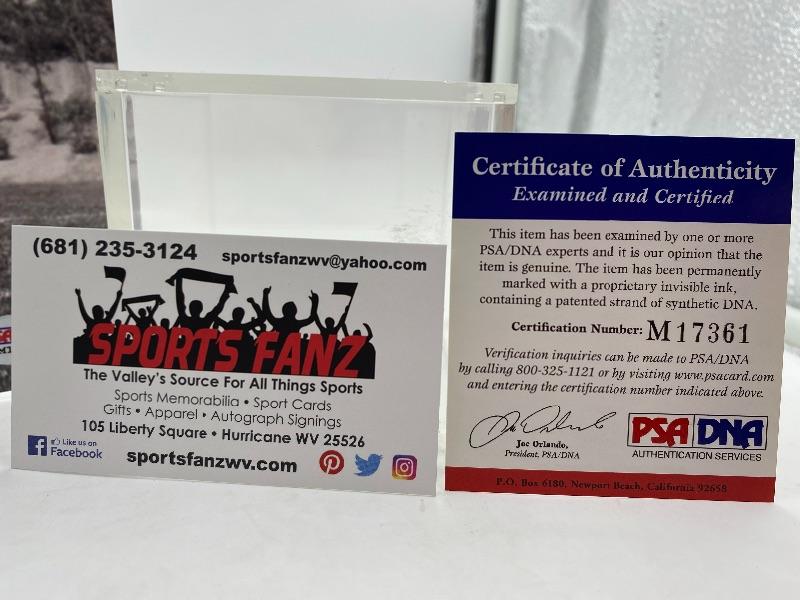 (681) 235-3124 sportsfanzwv@yahoo.com
SPORTS FANZ
The Valley's Source For All Things Sports
Sports Memorabilia • Sport Cards
Gifts • Apparel • Autograph Signings
105 Liberty Square • Hurricane WV 25526
f Like us on
Facebook
sportsfanzwv.com
Certificate of Authenticity
Examined and Certified
This item has been examined by one or more
PSA/DNA experts and it is our opinion that the
item is genuine. The item has been permanently
marked with a proprietary invisible ink,
containing a patented strand of synthetic DNA.
Certification Number: M17361
Verification inquiries can be made to PSA/DNA
by calling 800-325-1121 or by visiting www.psacard.com
and entering the certification number indicated above.
Joe Orlando,
President, PSA/DNA
PSA DNA
AUTHENTICATION SERVICES
P.O. Box 6180, Newport Beach, California 92658